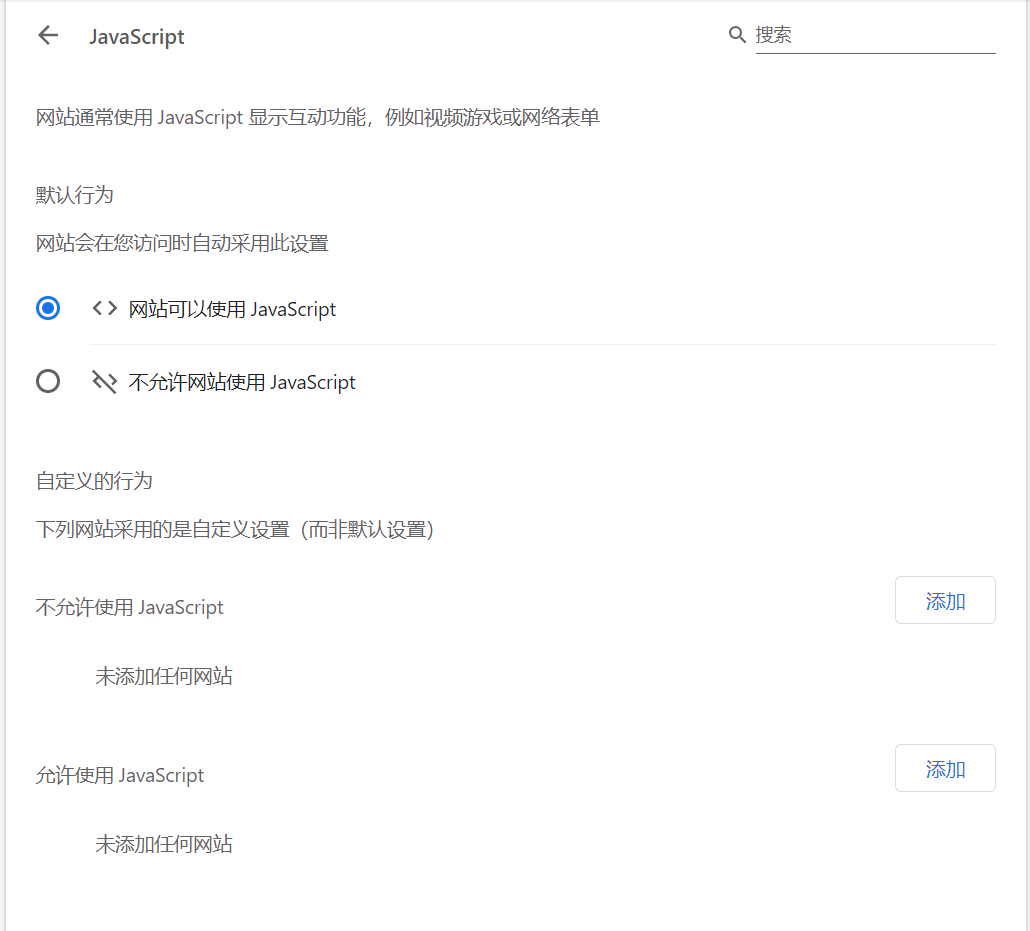 JavaScript
搜索
网站通常使用 JavaScript 显示互动功能，例如视频游戏或网络表单
默认行为
网站会在您访问时自动采用此设置
网站可以使用 JavaScript
不允许网站使用 JavaScript
自定义的行为
下列网站采用的是自定义设置（而非默认设置）
不允许使用 JavaScript
添加
未添加任何网站
允许使用 JavaScript
添加
未添加任何网站